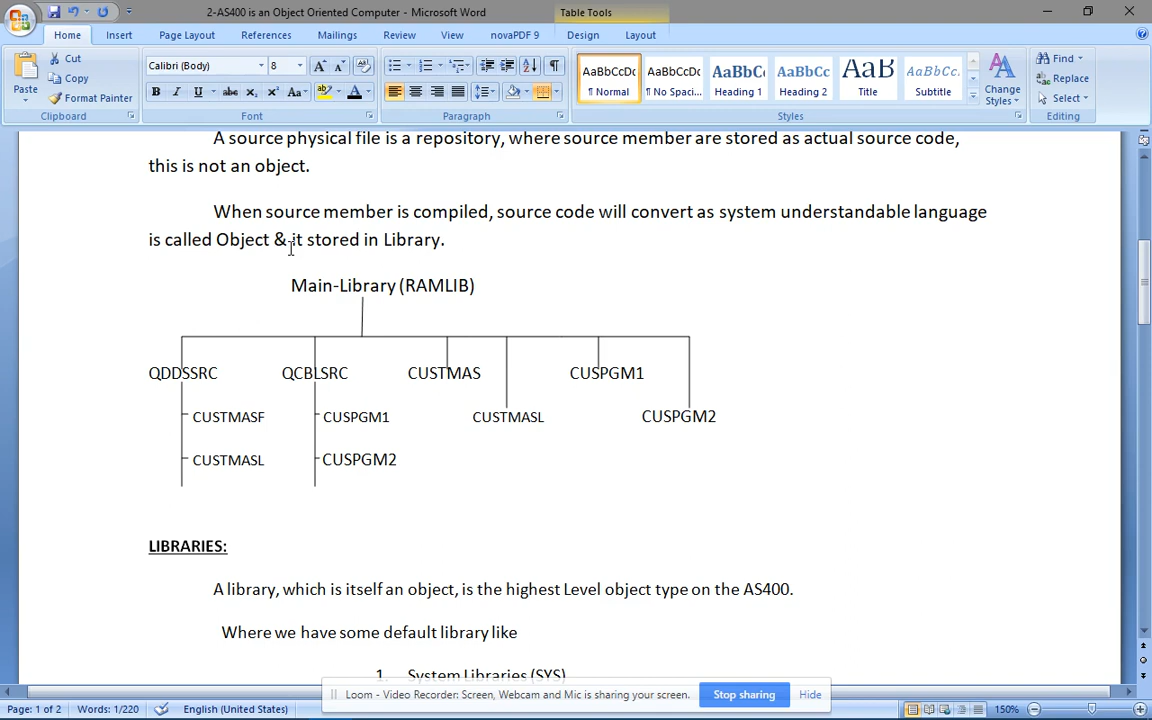 2-AS400 is an Object Oriented Computer - Microsoft Word
Table Tools
Home Insert Page Layout References Mailings Review View novaPDF 9 Design Layout
Paste
Cut
Copy
Format Painter
Clipboard
Calibri (Body) 8
B I U abc x₂ x² Aa
Font
Paragraph
AaBbCcDc AaBbCcDc AaBbC AaBbCc AaB AaBbCc.
¶ Normal ¶ No Spaci... Heading 1 Heading 2 Title Subtitle
Change Styles
Styles
Find
Replace
Select
Editing
A source physical file is a repository, where source member are stored as actual source code,
this is not an object.
When source member is compiled, source code will convert as system understandable language
is called Object & it stored in Library.
Main-Library (RAMLIB)
QDDSSRC QCBLSRC CUSTMAS CUSPGM1
CUSTMASF CUSPGM1 CUSTMASL CUSPGM2
CUSTMASL CUSPGM2
LIBRARIES:
A library, which is itself an object, is the highest Level object type on the AS400.
Where we have some default library like
1. System Libraries (SYS)
Loom - Video Recorder: Screen, Webcam and Mic is sharing your screen. Stop sharing Hide
Page: 1 of 2 Words: 1/220 English (United States) 150%